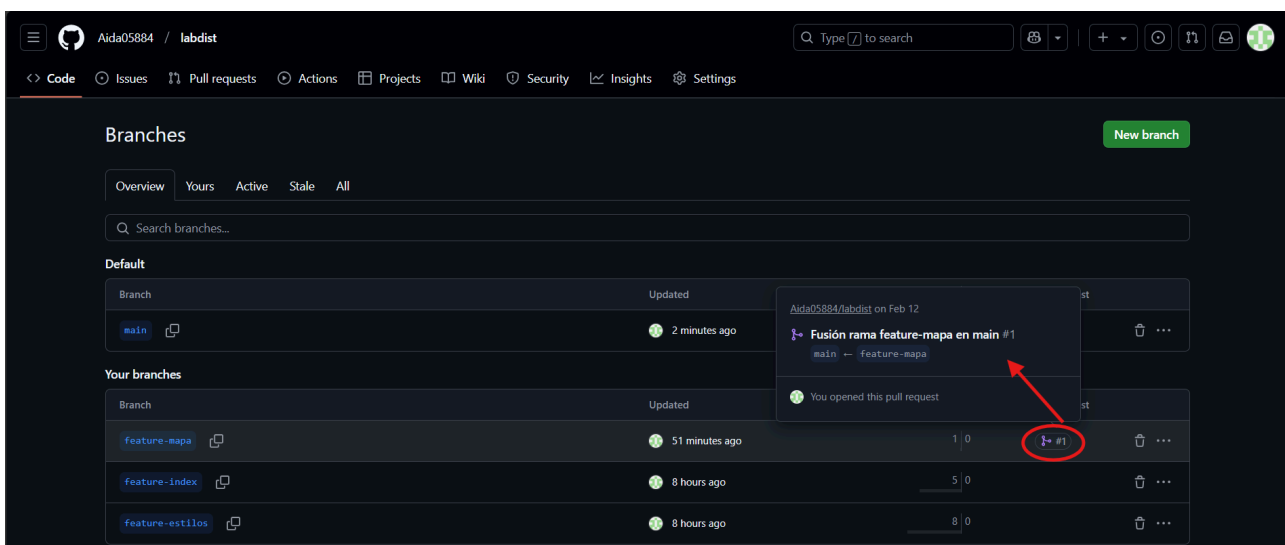 Aida05884 / labdist
Type / to search
<> Code Issues Pull requests Actions Projects Wiki Security Insights Settings
Branches
New branch
Overview Yours Active Stale All
Search branches...
Default
Branch Updated
main 2 minutes ago
Aida05884/labdist on Feb 12
Fusión rama feature-mapa en main #1
main ← feature-mapa
You opened this pull request
Your branches
Branch Updated
feature-mapa 51 minutes ago 1 0 #1
feature-index 8 hours ago 5 0
feature-estilos 8 hours ago 8 0